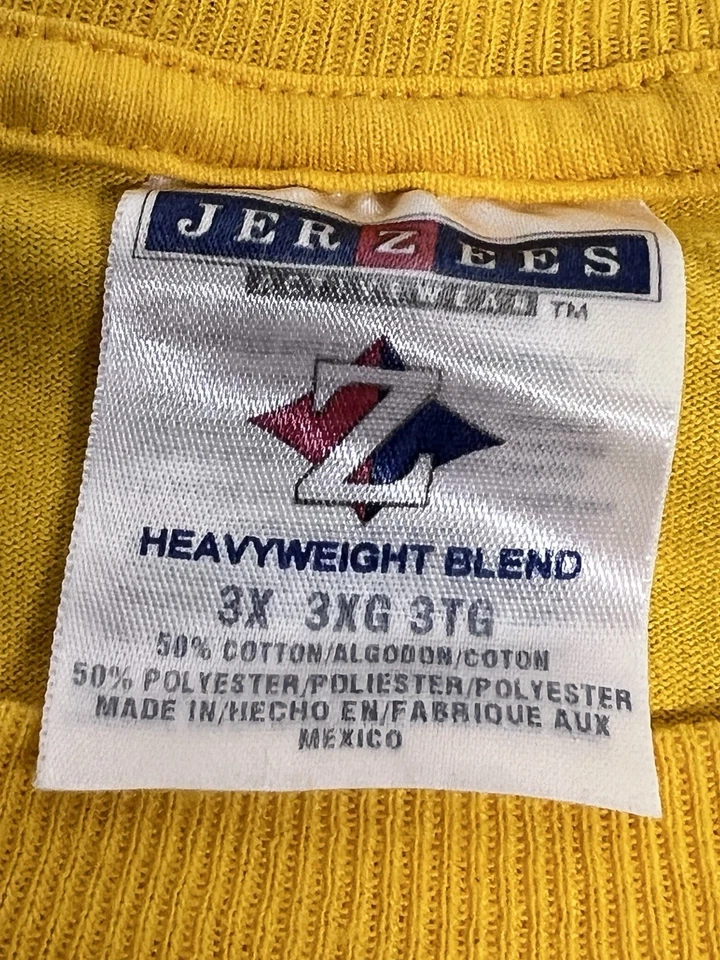 JERZEES
TM
Z
HEAVYWEIGHT BLEND
3X 3XG 3TG
50% COTTON/ALGODON/COTON
50% POLYESTER/POLIESTER/POLYESTER
MADE IN/HECHO EN/FABRIQUE AUX
MEXICO